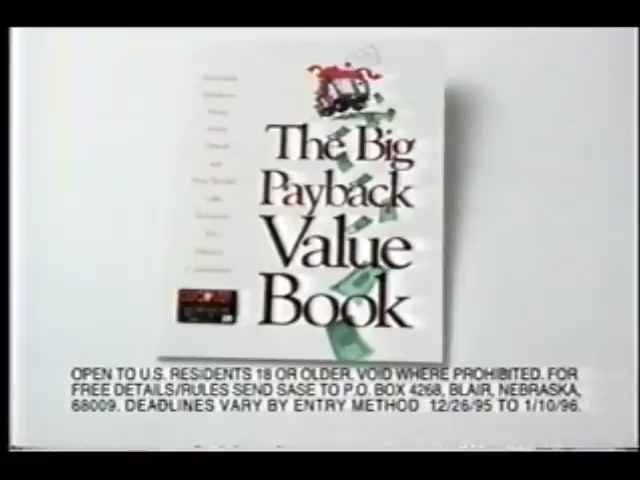 The Big
Payback
Value
Book
OPEN TO U.S. RESIDENTS 18 OR OLDER. VOID WHERE PROHIBITED. FOR
FREE DETAILS/RULES SEND SASE TO P.O. BOX 4268, BLAIR, NEBRASKA,
68009. DEADLINES VARY BY ENTRY METHOD 12/26/95 TO 1/10/96.